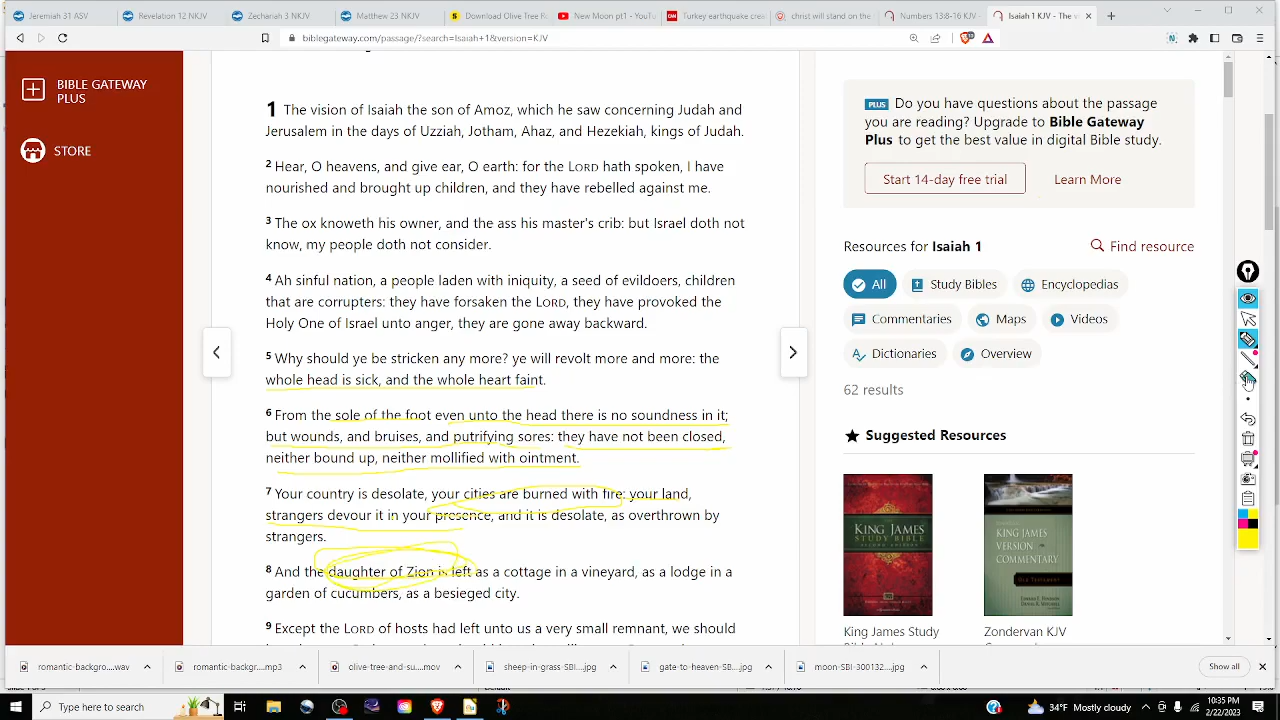 Jeremiah 31 ASV
Revelation 12 NKJV
Zechariah 3 NKJV
Matthew 23 NKJV
Download Olive Tree Re
New Moon pt1 - YouTu
Turkey earthquake cre
christ will stand on the
Numbers 13:8-16 KJV
Isaiah 1 KJV - The v
biblegateway.com/passage/?search=Isaiah+1&version=KJV
BIBLE GATEWAY
PLUS
STORE
1 The vision of Isaiah the son of Amoz, which he saw concerning Judah and
Jerusalem in the days of Uzziah, Jotham, Ahaz, and Hezekiah, kings of Judah.
2 Hear, O heavens, and give ear, O earth: for the LORD hath spoken, I have
nourished and brought up children, and they have rebelled against me.
3 The ox knoweth his owner, and the ass his master's crib: but Israel doth not
know, my people doth not consider.
4 Ah sinful nation, a people laden with iniquity, a seed of evildoers, children
that are corrupters: they have forsaken the LORD, they have provoked the
Holy One of Israel unto anger, they are gone away backward.
5 Why should ye be stricken any more? ye will revolt more and more: the
whole head is sick, and the whole heart faint.
6 From the sole of the foot even unto the head there is no soundness in it;
but wounds, and bruises, and putrifying sores: they have not been closed,
neither bound up, neither mollified with ointment.
7 Your country is desolate, your cities are burned with fire: your land,
strangers devour it in your presence, and it is desolate, as overthrown by
strangers.
8 And the daughter of Zion is left as a cottage in a vineyard, as a lodge in a
garden of cucumbers, as a besieged city.
9 Except the LORD of hosts had left unto us a very small remnant, we should
PLUS Do you have questions about the passage
you are reading? Upgrade to Bible Gateway
Plus to get the best value in digital Bible study.
Start 14-day free trial
Learn More
Resources for Isaiah 1
Find resource
All
Study Bibles
Encyclopedias
Commentaries
Maps
Videos
Dictionaries
Overview
62 results
Suggested Resources
KING JAMES
STUDY BIBLE
KING JAMES
VERSION
COMMENTARY
King James Study
Zondervan KJV
romantic-backgro....wav
romantic-backgr....mp3
olive-tree-and-su....mov
sheep-in-grass-SBI....jpg
gate-to-heaven-SB....jpg
moon-SBI-300132....jpg
Show all
Type here to search
34°F Mostly cloudy
10:35 PM
2/22/2023